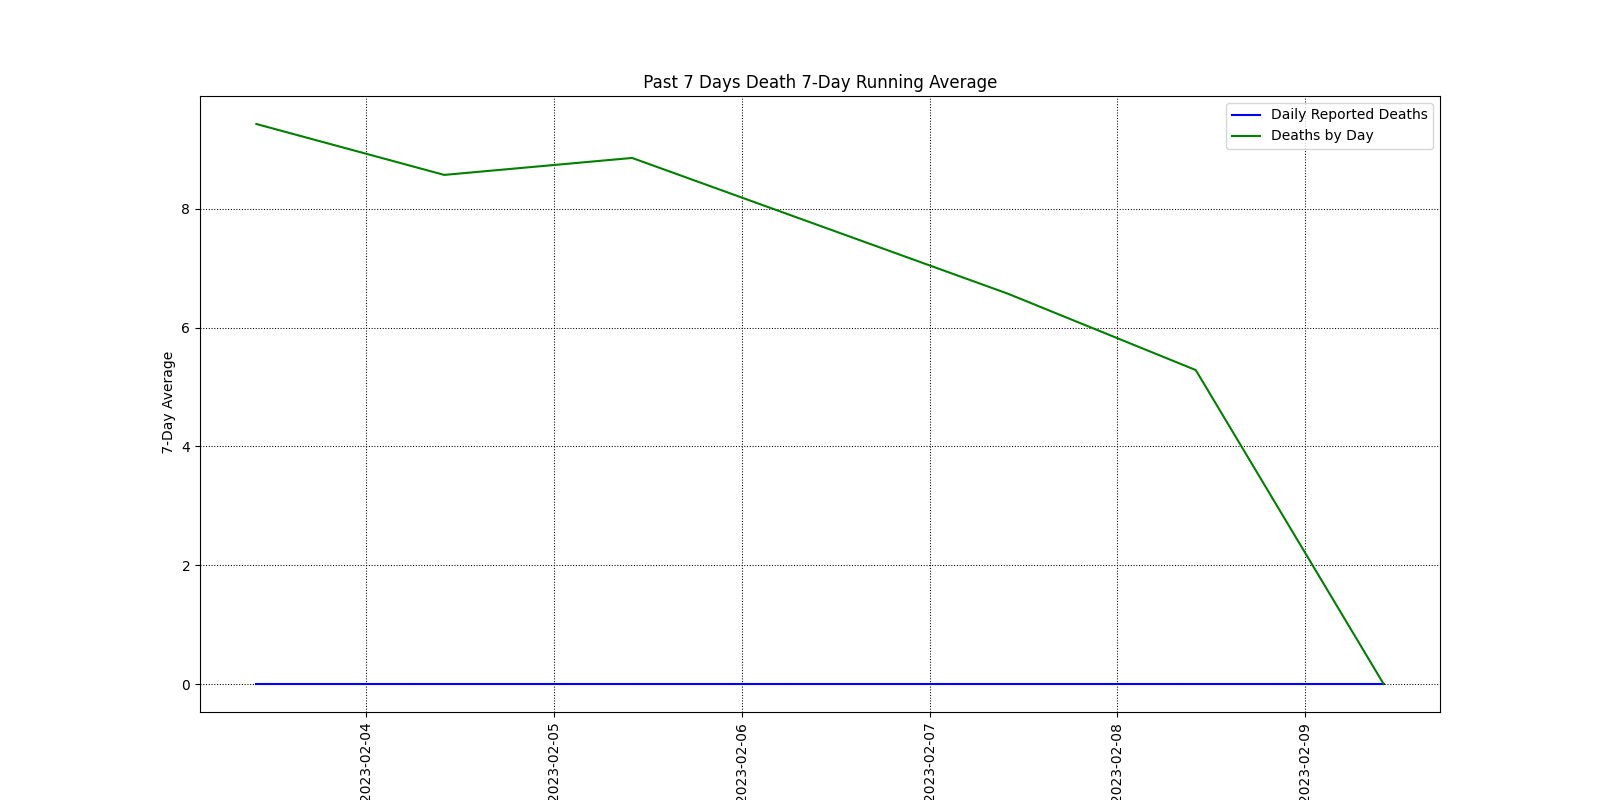 Past 7 Days Death 7-Day Running Average
Daily Reported Deaths
Deaths by Day
8
6
4
2
0
7-Day Average
2023-02-04
2023-02-05
2023-02-06
2023-02-07
2023-02-08
2023-02-09